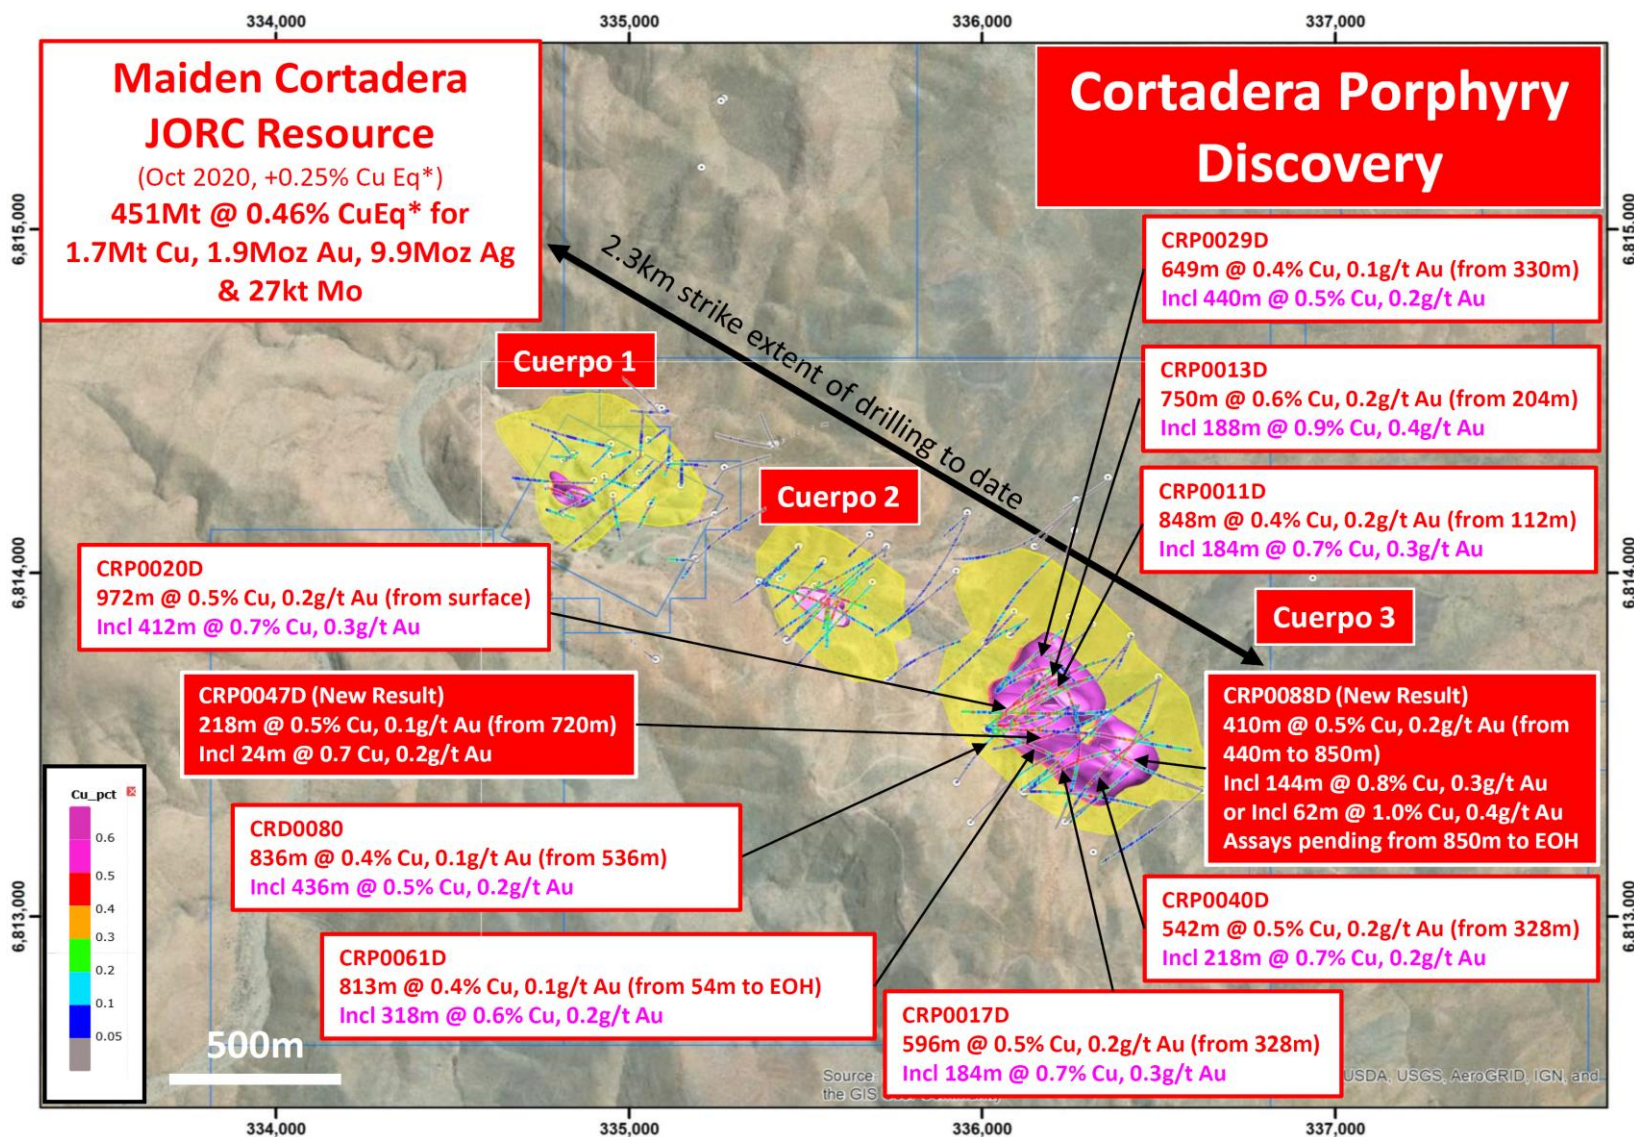 334,000
335,000
336,000
337,000
Maiden Cortadera
JORC Resource
(Oct 2020, +0.25% Cu Eq*)
451Mt @ 0.46% CuEq* for
1.7Mt Cu, 1.9Moz Au, 9.9Moz Ag
& 27kt Mo
Cortadera Porphyry
Discovery
6,815,000
6,815,000
2.3km strike extent of drilling to date
CRP0029D
649m @ 0.4% Cu, 0.1g/t Au (from 330m)
Incl 440m @ 0.5% Cu, 0.2g/t Au
Cuerpo 1
CRP0013D
750m @ 0.6% Cu, 0.2g/t Au (from 204m)
Incl 188m @ 0.9% Cu, 0.4g/t Au
Cuerpo 2
CRP0011D
848m @ 0.4% Cu, 0.2g/t Au (from 112m)
Incl 184m @ 0.7% Cu, 0.3g/t Au
6,814,000
6,814,000
CRP0020D
972m @ 0.5% Cu, 0.2g/t Au (from surface)
Incl 412m @ 0.7% Cu, 0.3g/t Au
Cuerpo 3
CRP0047D (New Result)
218m @ 0.5% Cu, 0.1g/t Au (from 720m)
Incl 24m @ 0.7 Cu, 0.2g/t Au
CRP0088D (New Result)
410m @ 0.5% Cu, 0.2g/t Au (from
440m to 850m)
Incl 144m @ 0.8% Cu, 0.3g/t Au
or Incl 62m @ 1.0% Cu, 0.4g/t Au
Assays pending from 850m to EOH
Cu_pct
0.6
0.5
0.4
0.3
0.2
0.1
0.05
CRD0080
836m @ 0.4% Cu, 0.1g/t Au (from 536m)
Incl 436m @ 0.5% Cu, 0.2g/t Au
CRP0040D
542m @ 0.5% Cu, 0.2g/t Au (from 328m)
Incl 218m @ 0.7% Cu, 0.2g/t Au
6,813,000
6,813,000
CRP0061D
813m @ 0.4% Cu, 0.1g/t Au (from 54m to EOH)
Incl 318m @ 0.6% Cu, 0.2g/t Au
CRP0017D
596m @ 0.5% Cu, 0.2g/t Au (from 328m)
Incl 184m @ 0.7% Cu, 0.3g/t Au
500m
Source: USDA, USGS, AeroGRID, IGN, and
the GIS
334,000
335,000
336,000
337,000